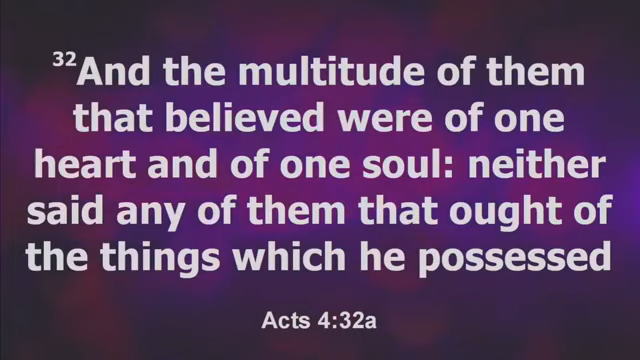 ³²And the multitude of them
that believed were of one
heart and of one soul: neither
said any of them that ought of
the things which he possessed
Acts 4:32a